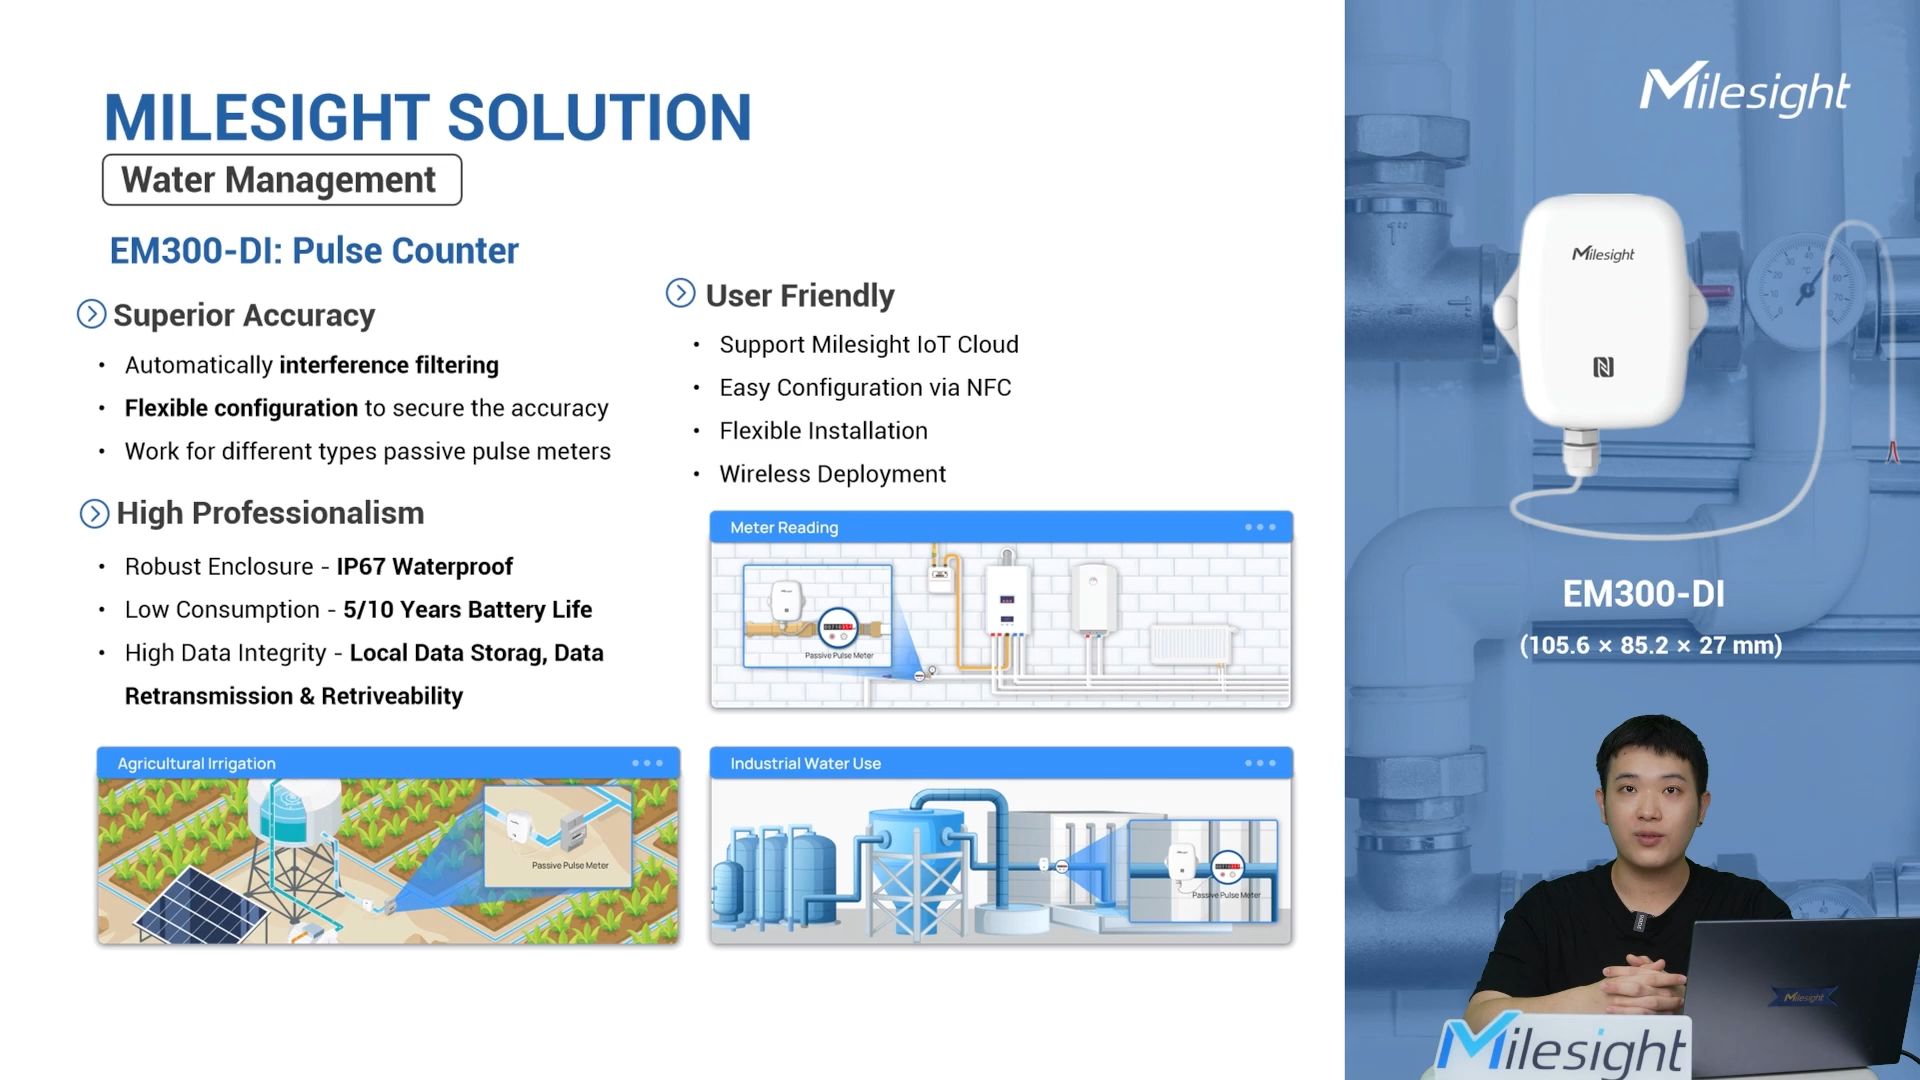 MILESIGHT SOLUTION
Water Management
EM300-DI: Pulse Counter
Superior Accuracy
• Automatically interference filtering
• Flexible configuration to secure the accuracy
• Work for different types passive pulse meters
High Professionalism
• Robust Enclosure - IP67 Waterproof
• Low Consumption - 5/10 Years Battery Life
• High Data Integrity - Local Data Storag, Data
Retransmission & Retriveability
User Friendly
• Support Milesight IoT Cloud
• Easy Configuration via NFC
• Flexible Installation
• Wireless Deployment
Meter Reading
Passive Pulse Meter
Agricultural Irrigation
Passive Pulse Meter
Industrial Water Use
Passive Pulse Meter
Milesight
Milesight
EM300-DI
(105.6 × 85.2 × 27 mm)
Milesight
Milesight